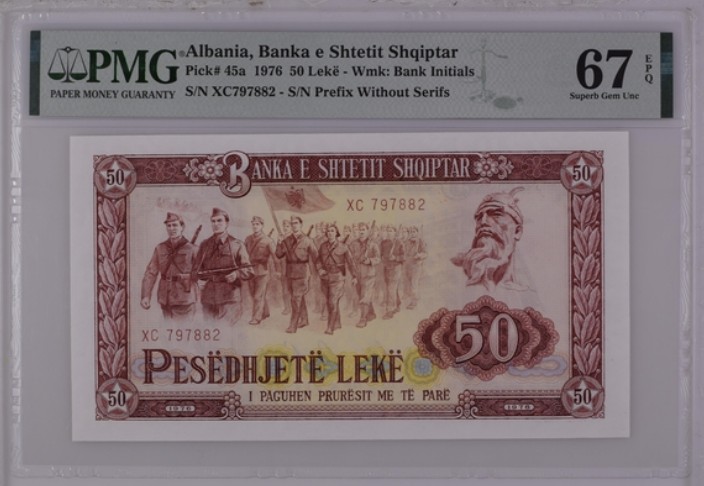 PMG
PAPER MONEY GUARANTY
Albania, Banka e Shtetit Shqiptar
Pick# 45a 1976 50 Lekë - Wmk: Bank Initials
S/N XC797882 - S/N Prefix Without Serifs
67 EPQ
Superb Gem Unc
50 BANKA E SHTETIT SHQIPTAR 50
XC 797882
XC 797882
50
PESËDHJETË LEKË
I PAGUHEN PRURËSIT ME TË PARË
50 1976 1976 50